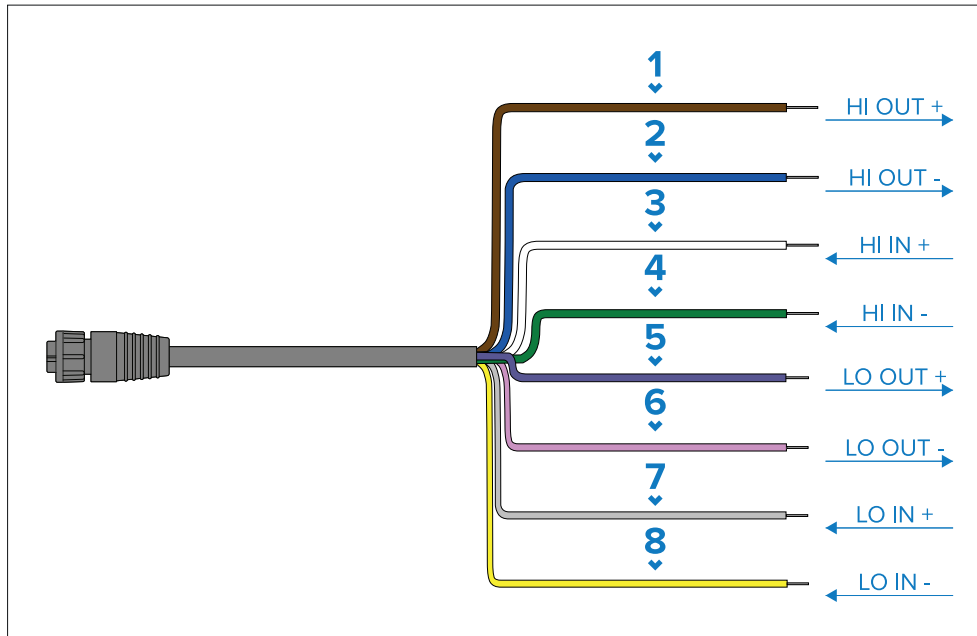 1
HI OUT +
2
HI OUT -
3
HI IN +
4
HI IN -
5
LO OUT +
6
LO OUT -
7
LO IN +
8
LO IN -